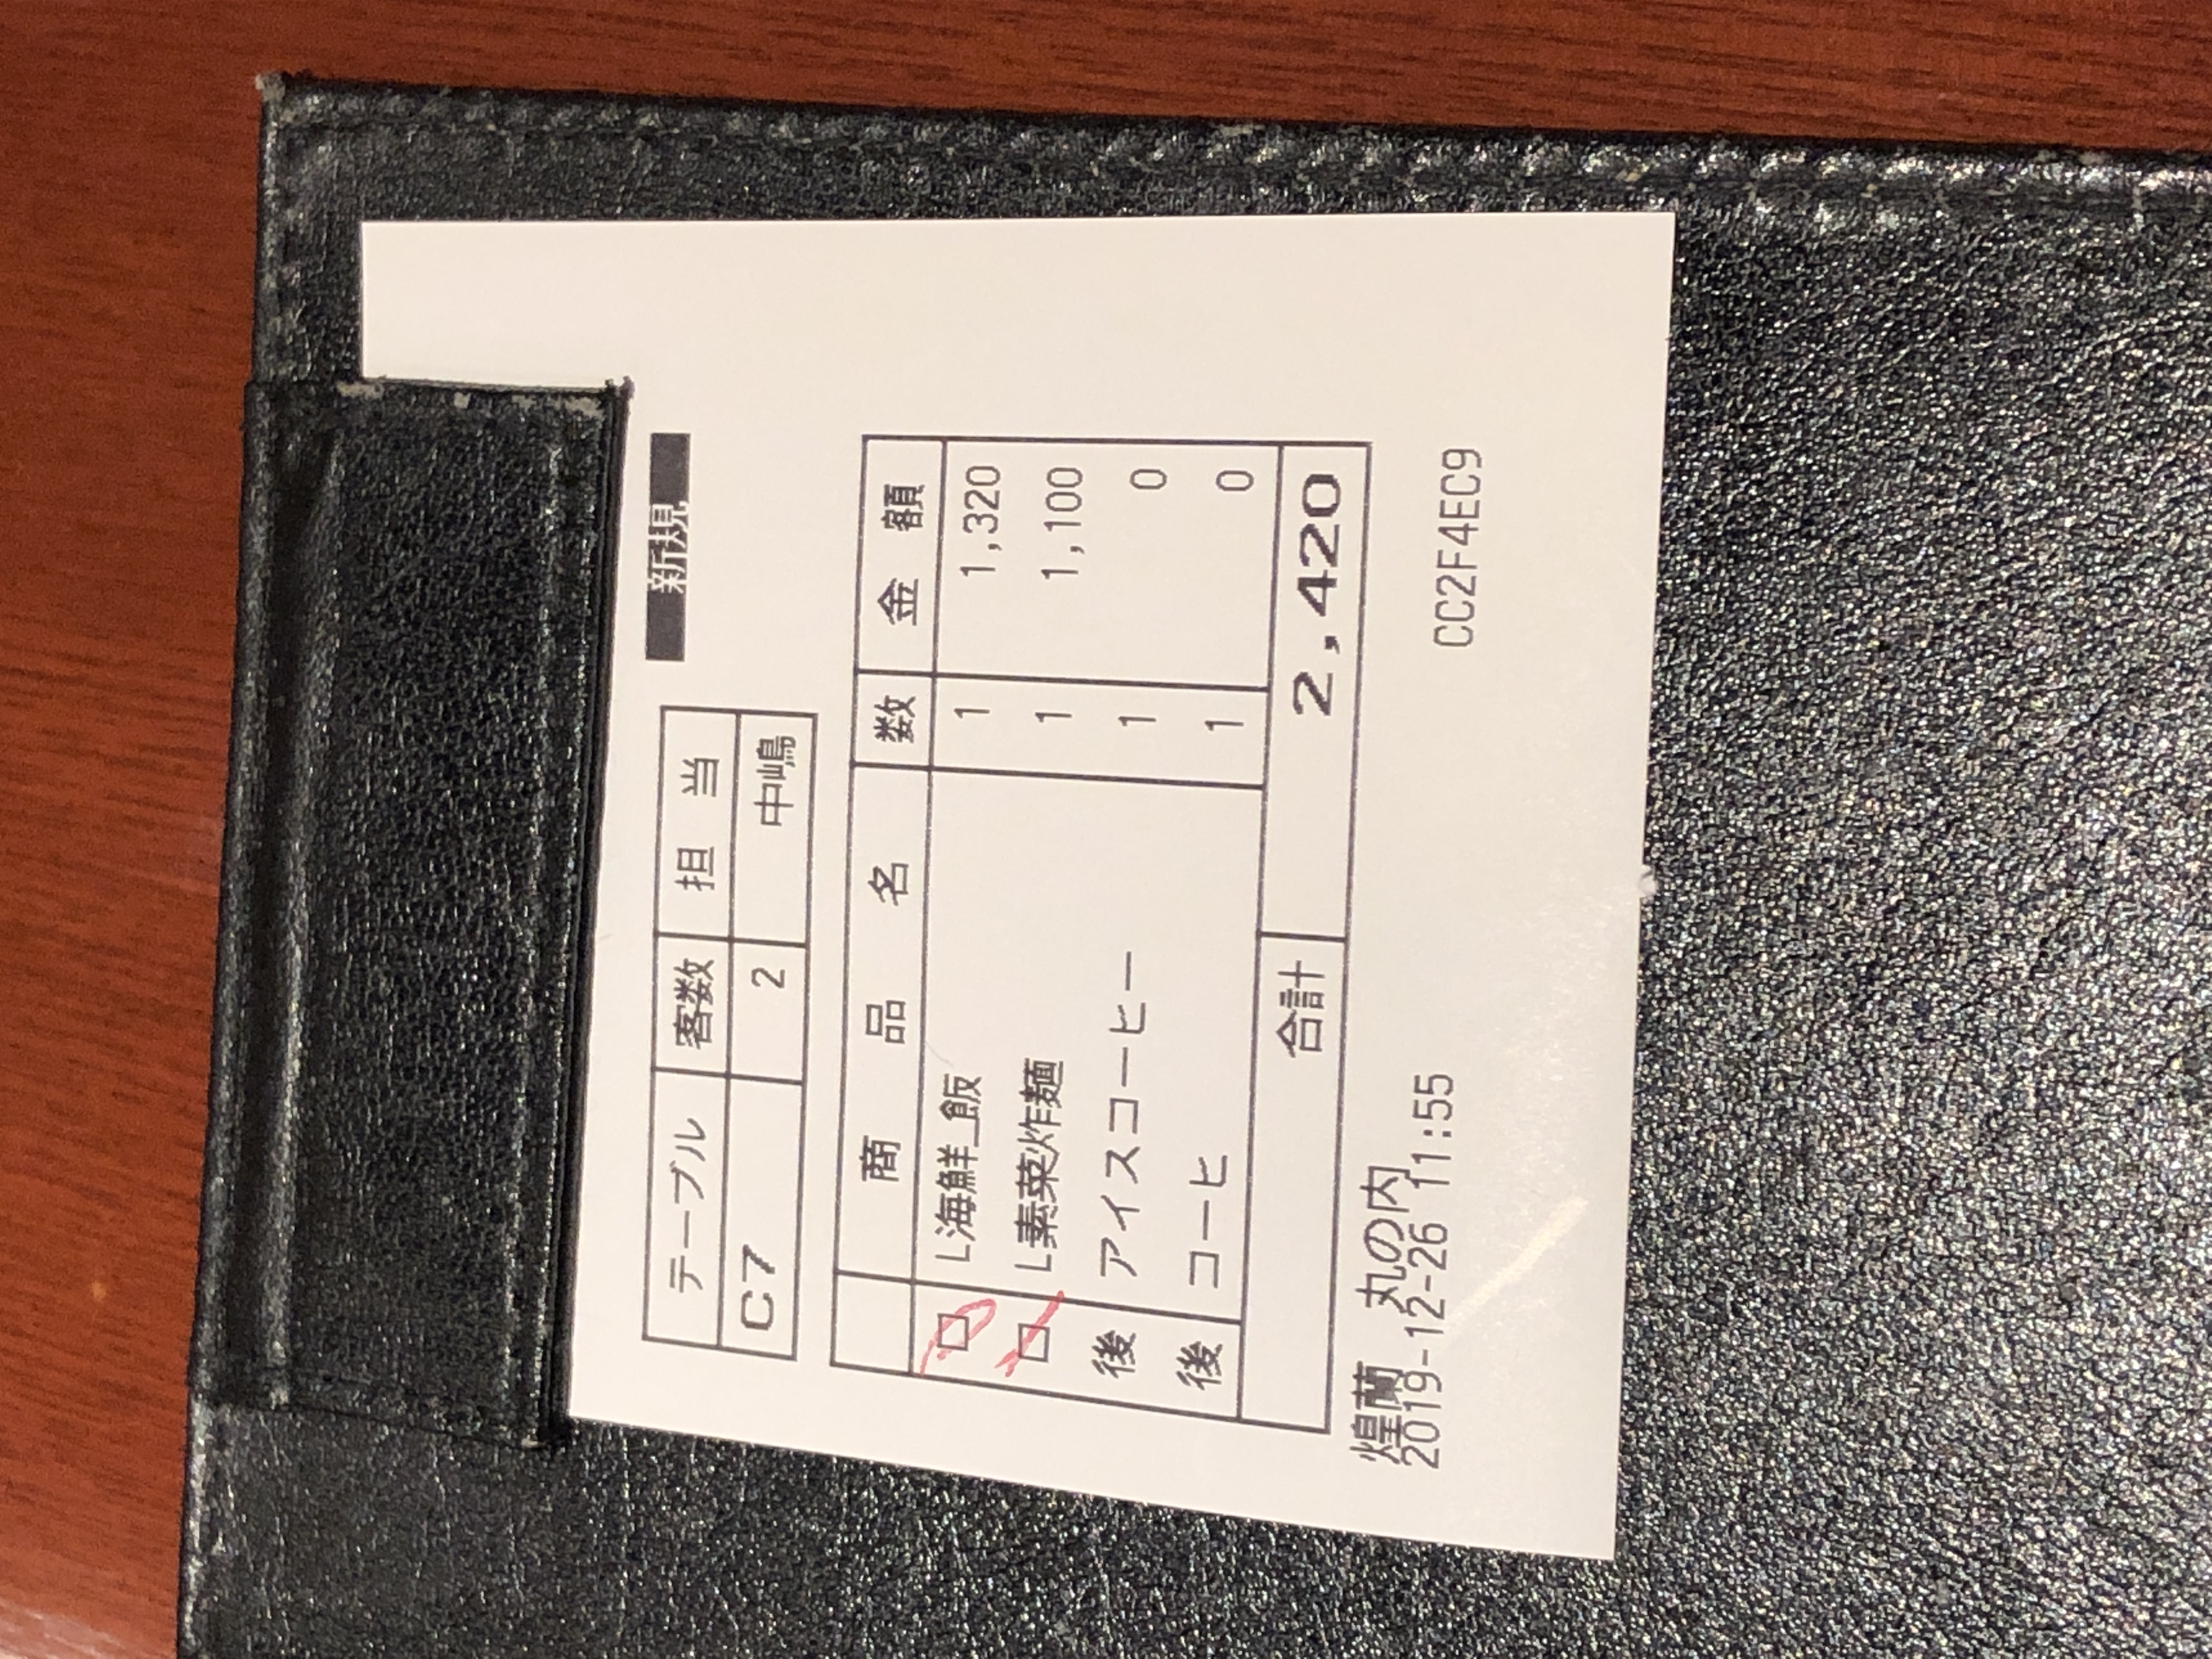 新規
テーブル 客数 担当
C7 2 中嶋
商品名 数 金額
□ L海鮮_飯 1 1,320
□ L素菜炸麺 1 1,100
後 アイスコーヒー 1 0
後 コーヒ 1 0
合計 2,420
煌蘭 丸の内
2019-12-26 11:55 CC2F4EC9